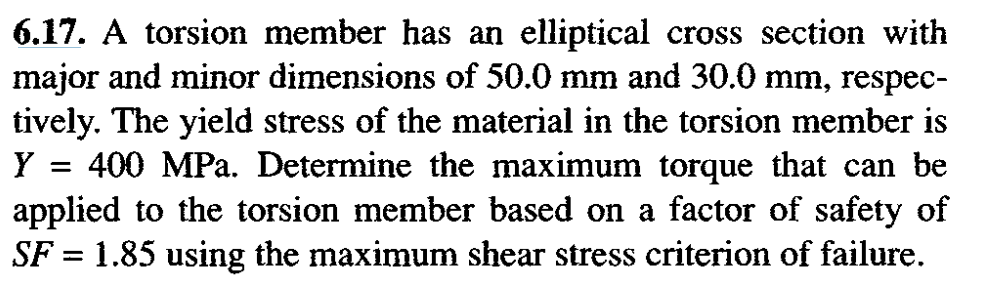 6.17. A torsion member has an elliptical cross section with
major and minor dimensions of 50.0 mm and 30.0 mm, respec-
tively. The yield stress of the material in the torsion member is
Y = 400 MPa. Determine the maximum torque that can be
applied to the torsion member based on a factor of safety of
SF = 1.85 using the maximum shear stress criterion of failure.